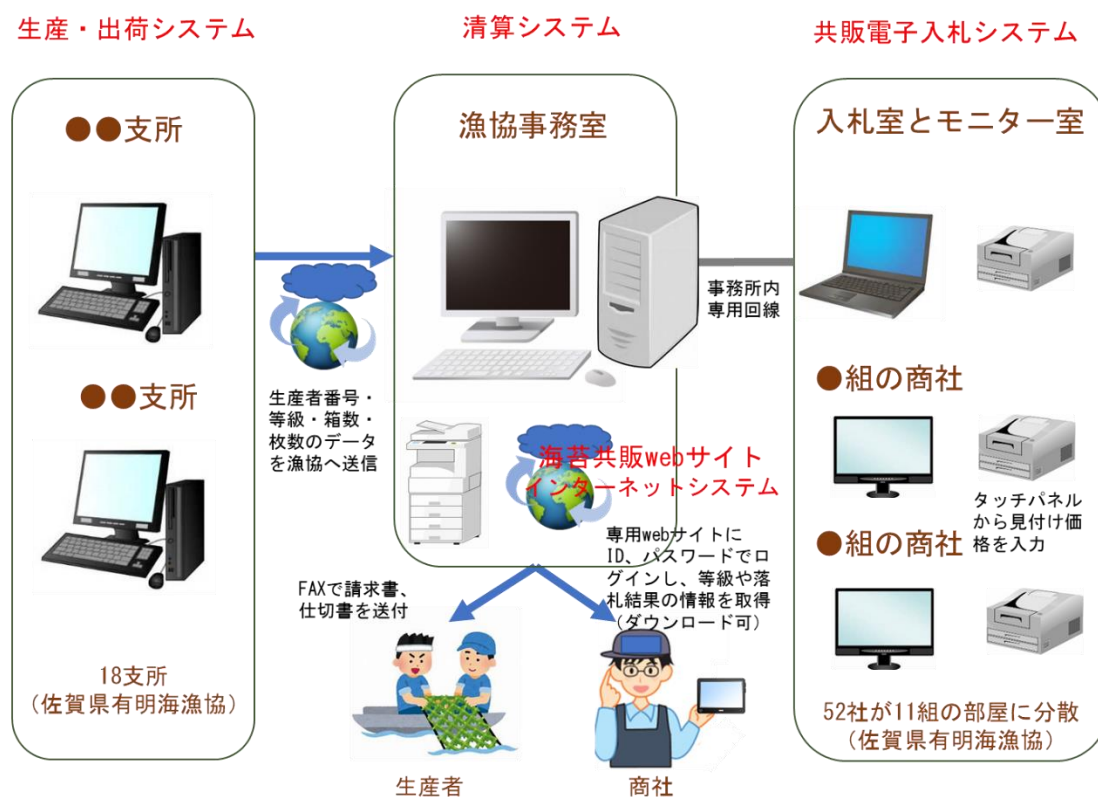 生産・出荷システム
清算システム
共販電子入札システム
●●支所
●●支所
18支所
(佐賀県有明海漁協)
生産者番号・
等級・箱数・
枚数のデータ
を漁協へ送信
漁協事務室
事務所内
専用回線
海苔共販webサイト
インターネットシステム
専用webサイトに
ID、パスワードでロ
グインし、等級や落
札結果の情報を取得
(ダウンロード可)
FAXで請求書、
仕切書を送付
生産者
商社
入札室とモニター室
●組の商社
タッチパネル
から見付け価
格を入力
●組の商社
52社が11組の部屋に分散
(佐賀県有明海漁協)